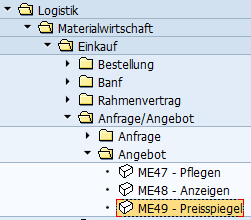 Logistik
Materialwirtschaft
Einkauf
Bestellung
Banf
Rahmenvertrag
Anfrage/Angebot
Anfrage
Angebot
ME47 - Pflegen
ME48 - Anzeigen
ME49 - Preisspiegel